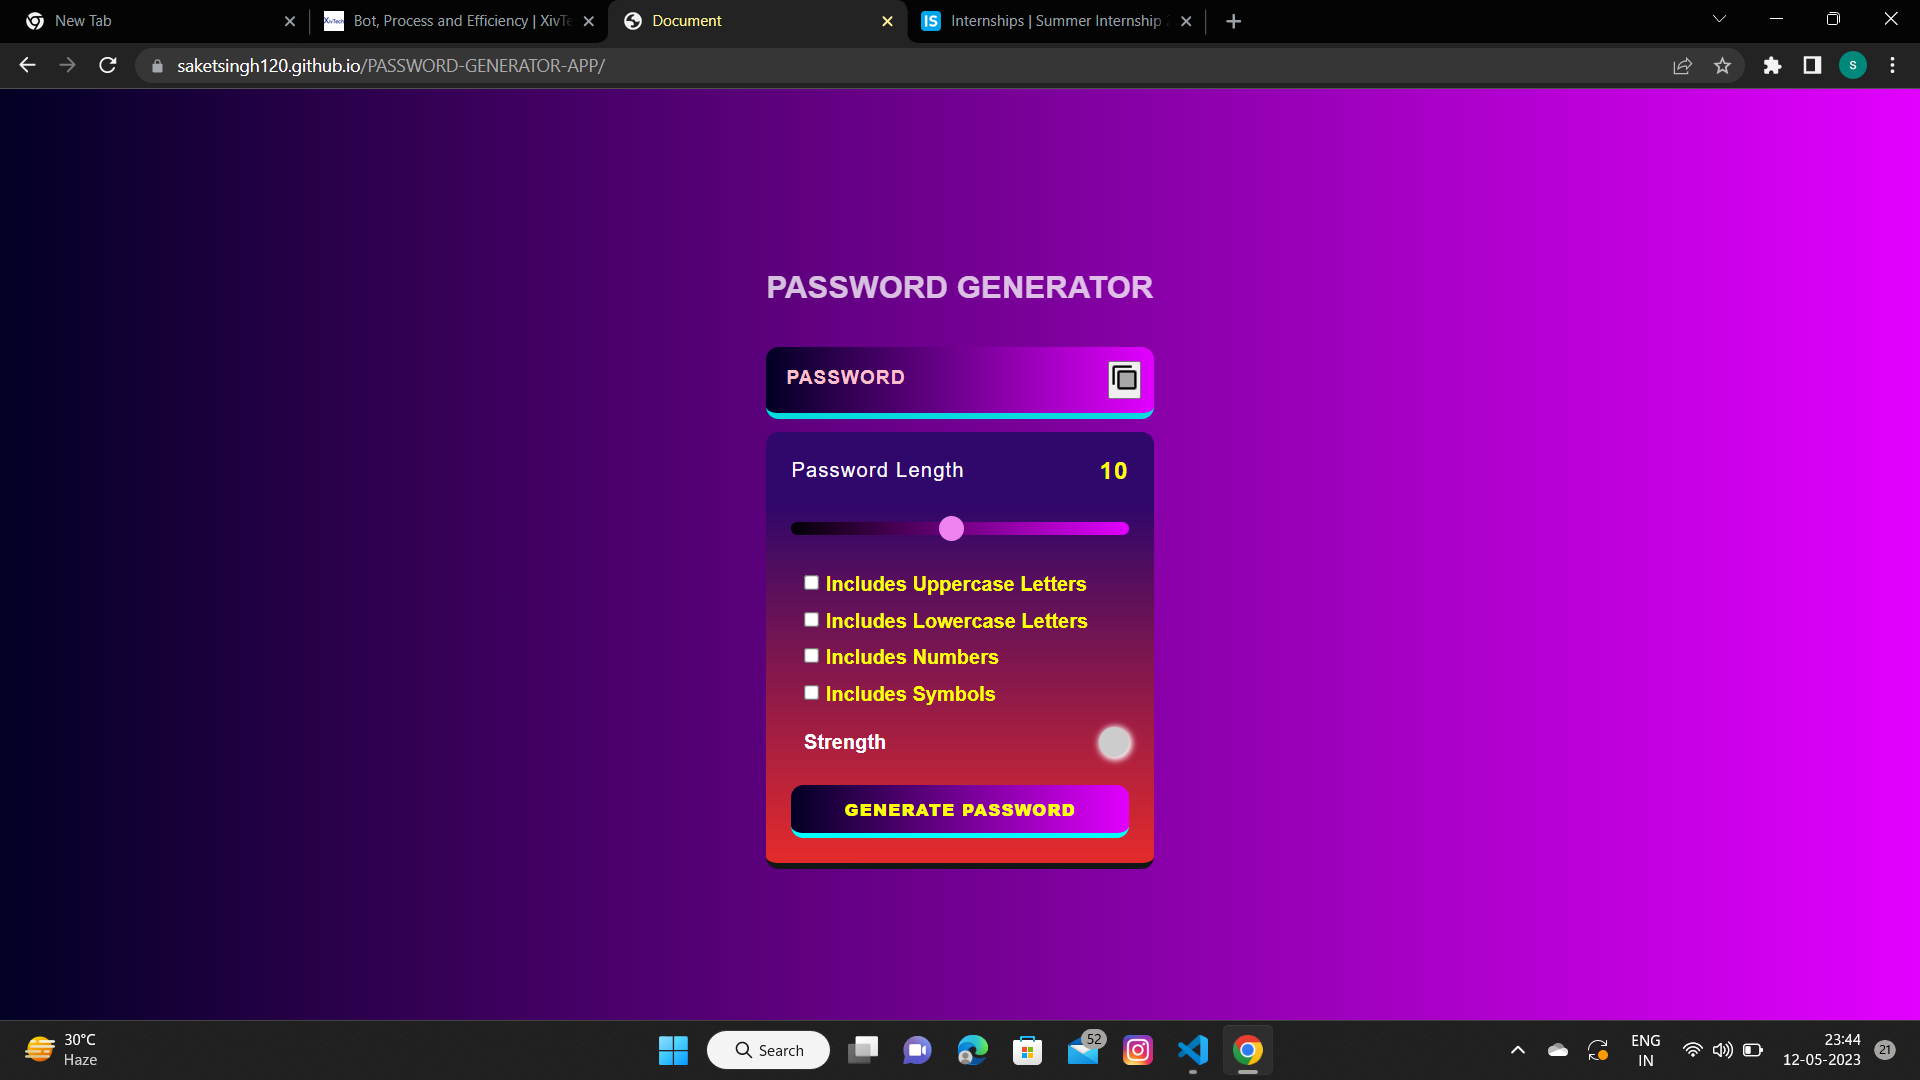 New Tab
Bot, Process and Efficiency | XivTe
Document
Internships | Summer Internship 2
saketsingh120.github.io/PASSWORD-GENERATOR-APP/
S
PASSWORD GENERATOR
PASSWORD
Password Length 10
Includes Uppercase Letters
Includes Lowercase Letters
Includes Numbers
Includes Symbols
Strength
GENERATE PASSWORD
30°C
Haze
Search
52
ENG
IN
23:44
12-05-2023
21